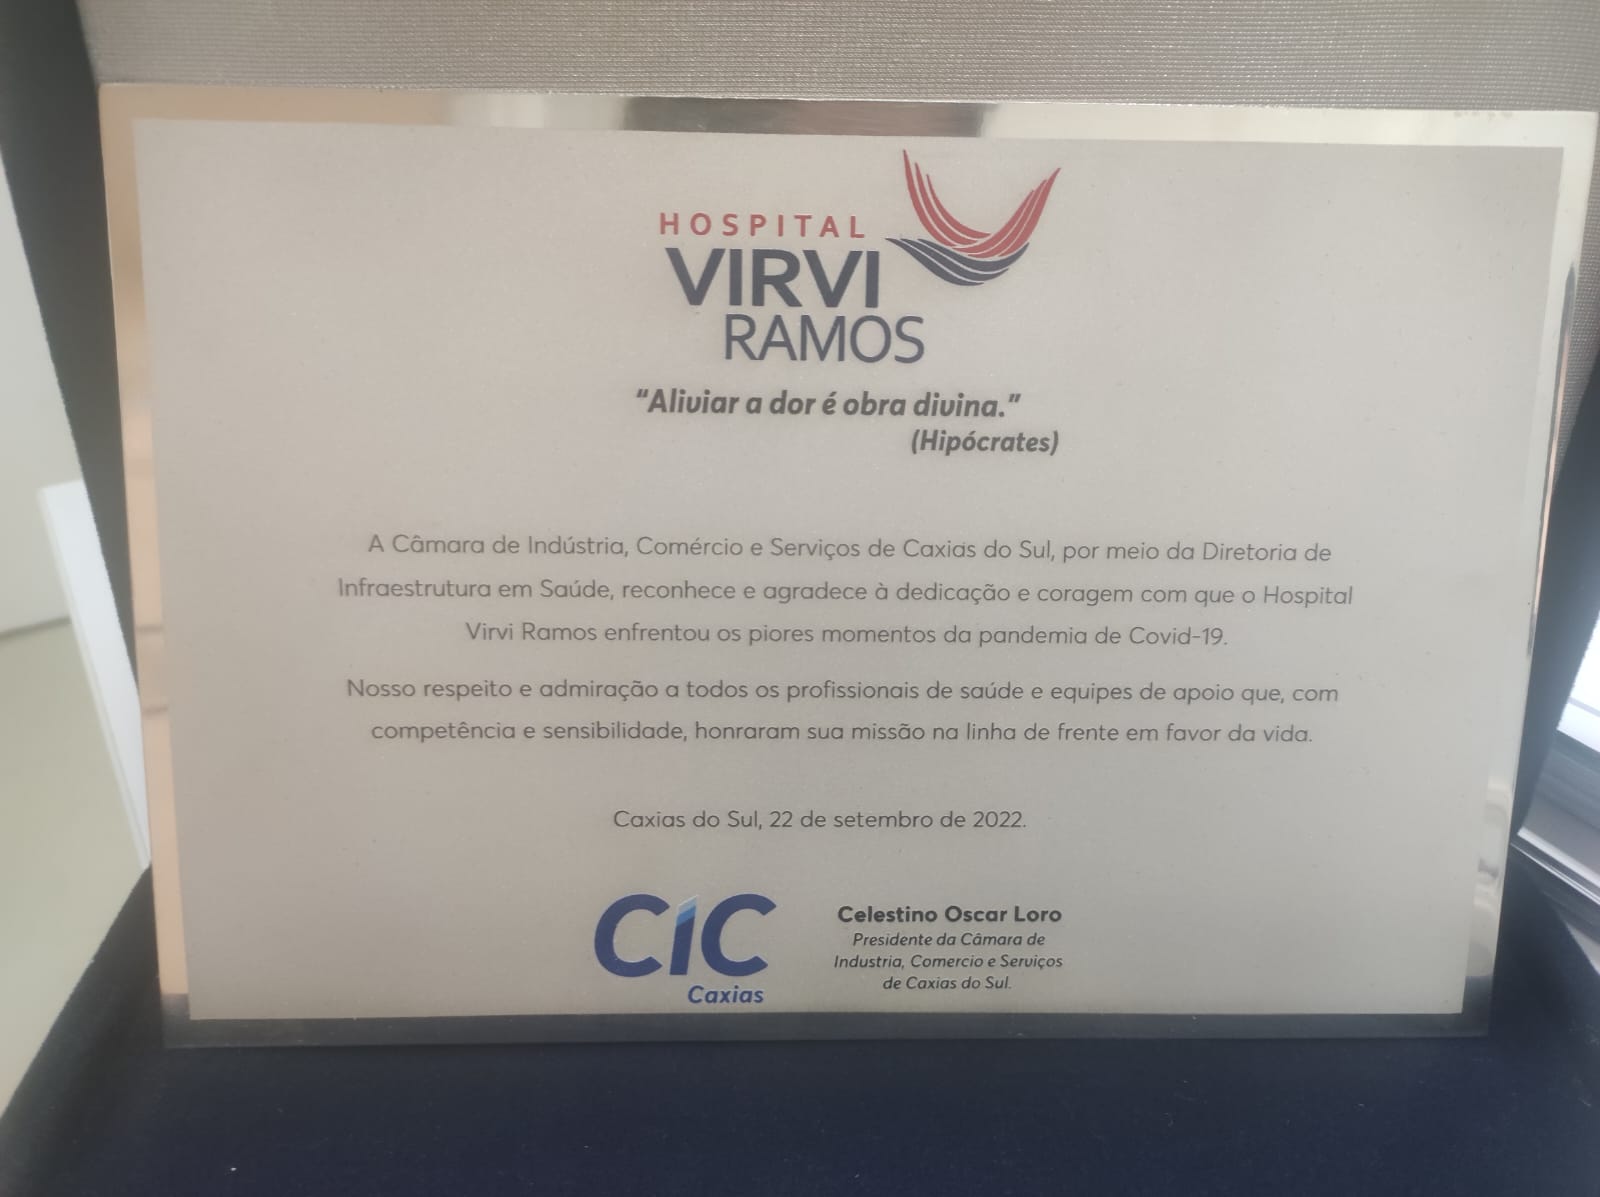 HOSPITAL
VIRVI
RAMOS
"Aliviar a dor é obra divina."
(Hipócrates)
A Câmara de Indústria, Comércio e Serviços de Caxias do Sul, por meio da Diretoria de
Infraestrutura em Saúde, reconhece e agradece à dedicação e coragem com que o Hospital
Virvi Ramos enfrentou os piores momentos da pandemia de Covid-19.
Nosso respeito e admiração a todos os profissionais de saúde e equipes de apoio que, com
competência e sensibilidade, honraram sua missão na linha de frente em favor da vida.
Caxias do Sul, 22 de setembro de 2022.
CIC
Caxias
Celestino Oscar Loro
Presidente da Câmara de
Industria, Comercio e Serviços
de Caxias do Sul.